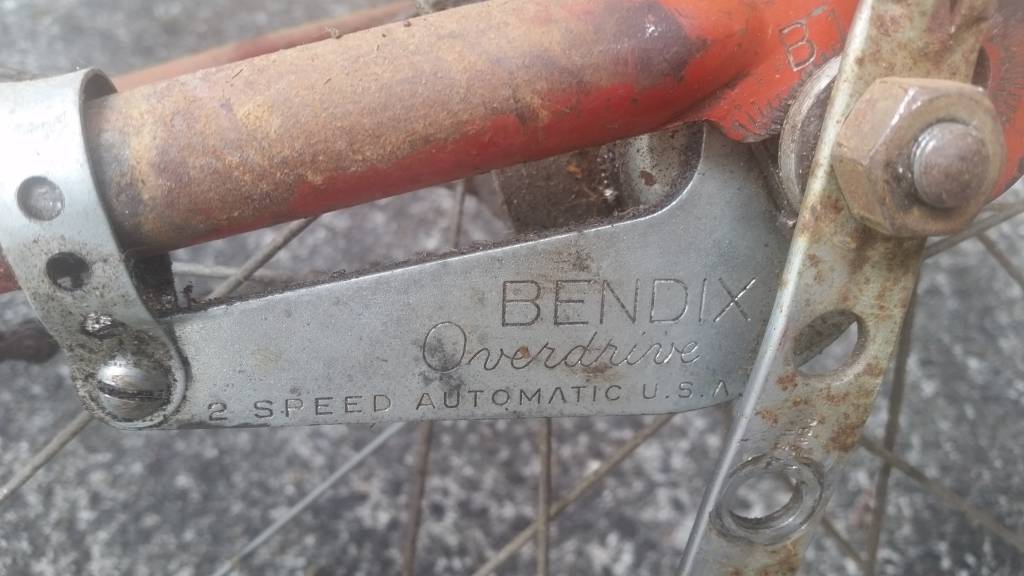 BENDIX
Overdrive
2 SPEED AUTOMATIC U.S.A.